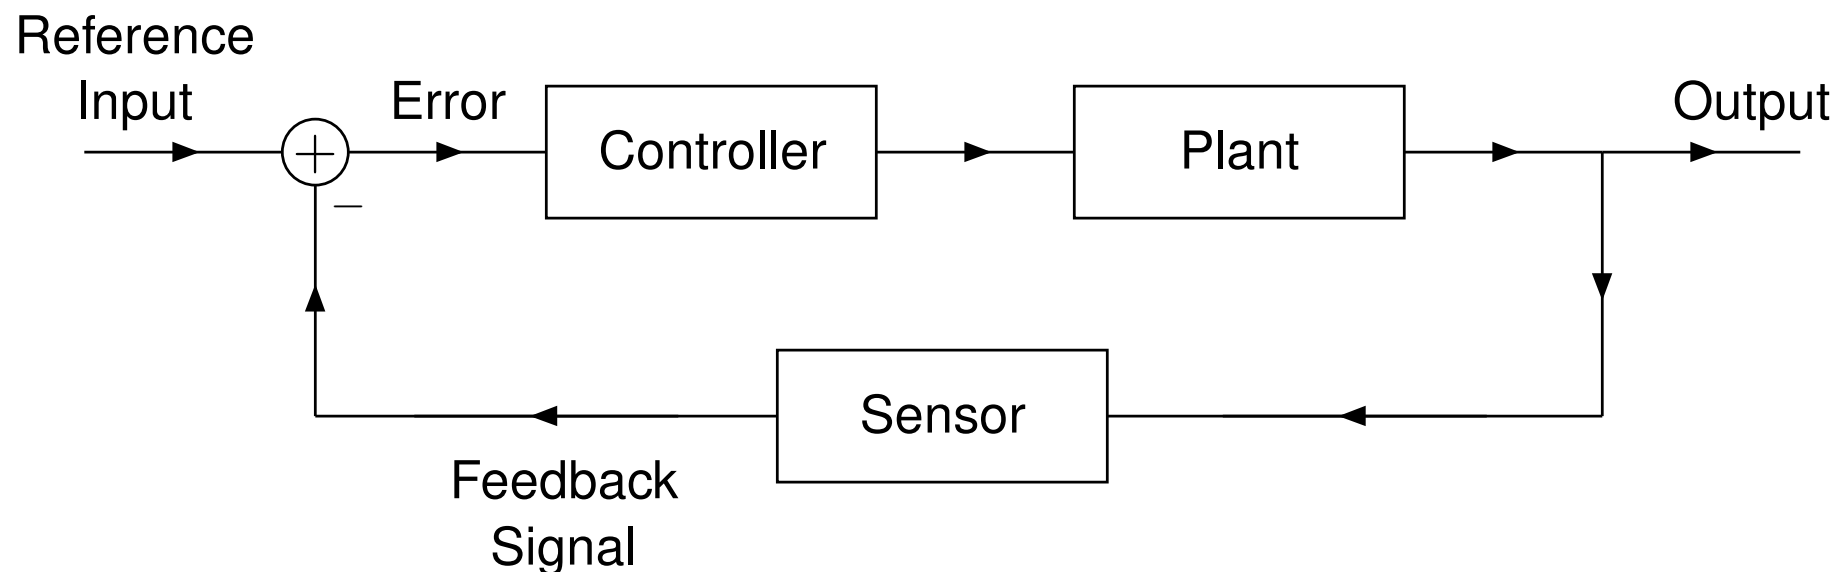 Reference
Input
Error
Controller
Plant
Output
+
−
Sensor
Feedback
Signal